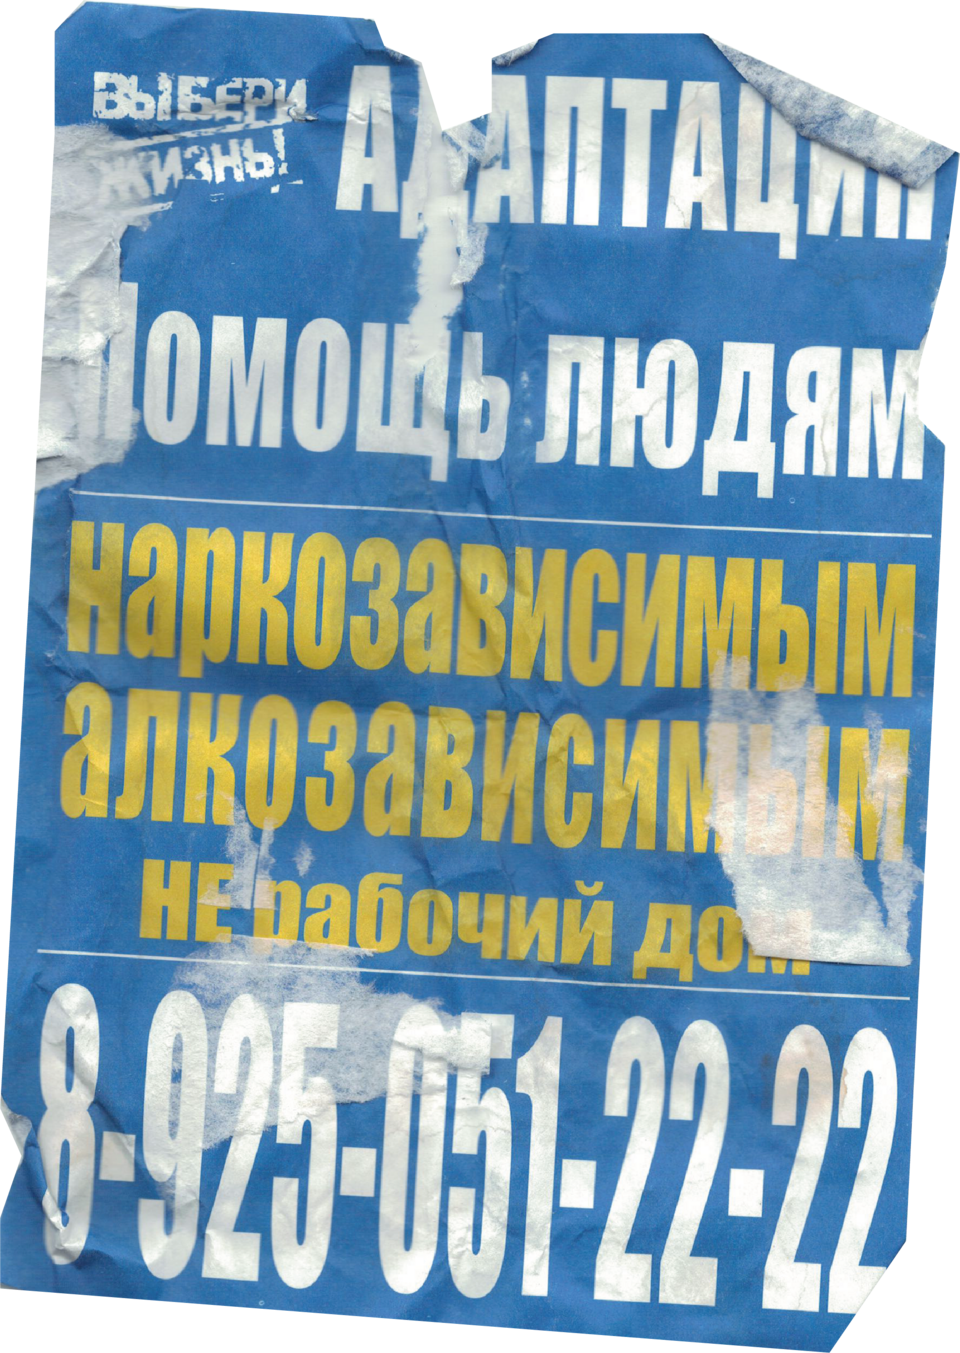 ВЫБЕРИ
ЖИЗНЬ!
АДАПТАЦИЯ
Помощь людям
наркозависимым
алкозависимым
НЕ рабочий дом
8-925-051-22-22